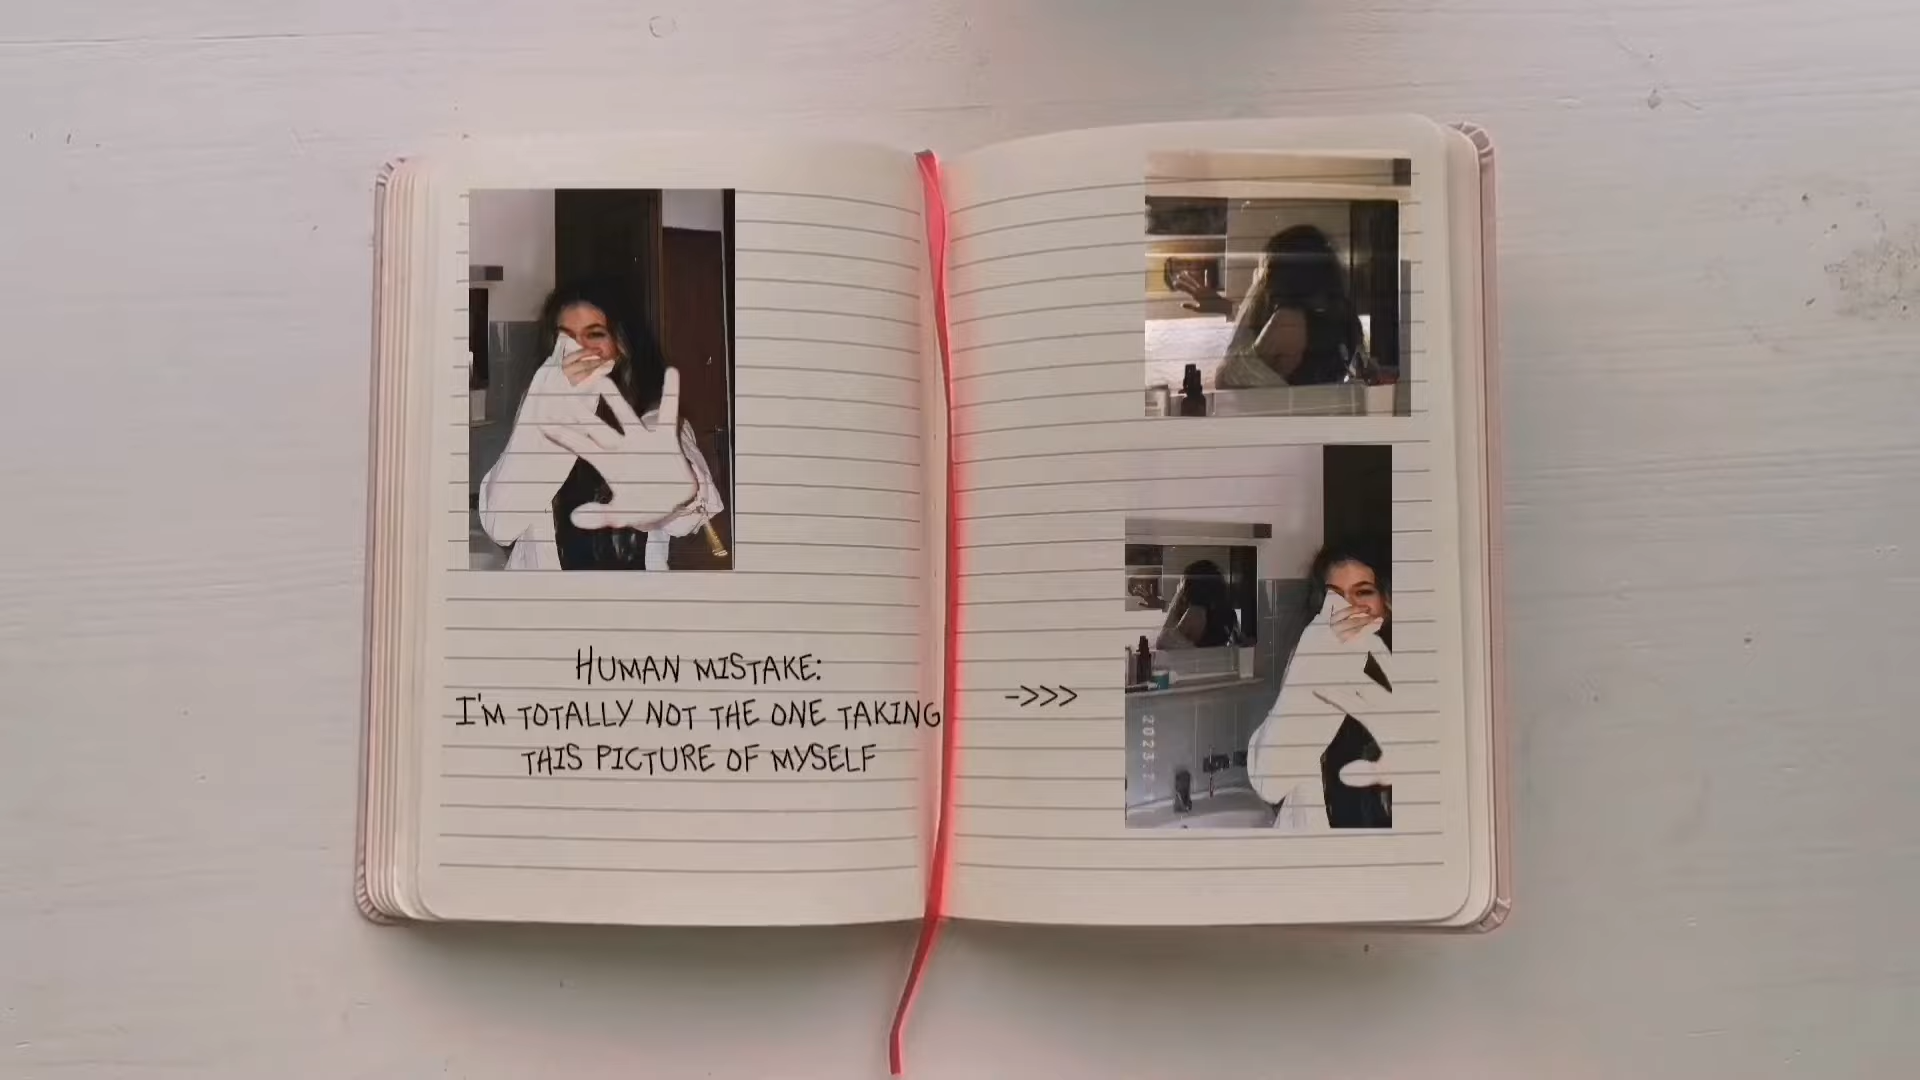 HUMAN MISTAKE:
I'M TOTALLY NOT THE ONE TAKING
THIS PICTURE OF MYSELF
->>>